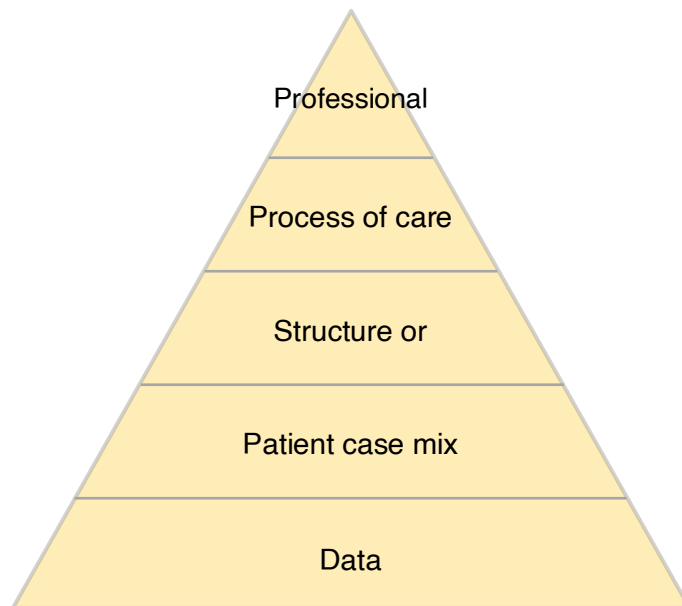 Professional
Process of care
Structure or
Patient case mix
Data